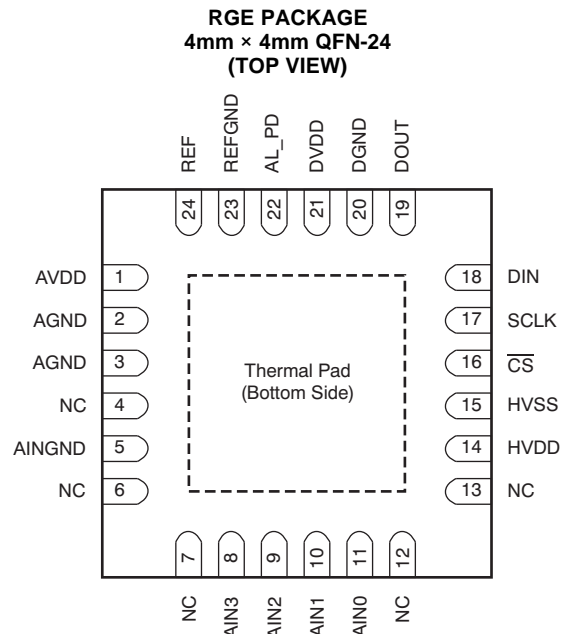 RGE PACKAGE
4mm × 4mm QFN-24
(TOP VIEW)
REF
REFGND
AL_PD
DVDD
DGND
DOUT
24
23
22
21
20
19
AVDD 1
AGND 2
AGND 3
NC 4
AINGND 5
NC 6
Thermal Pad
(Bottom Side)
18 DIN
17 SCLK
16 C̅S̅
15 HVSS
14 HVDD
13 NC
7
8
9
10
11
12
NC
AIN3
AIN2
AIN1
AIN0
NC